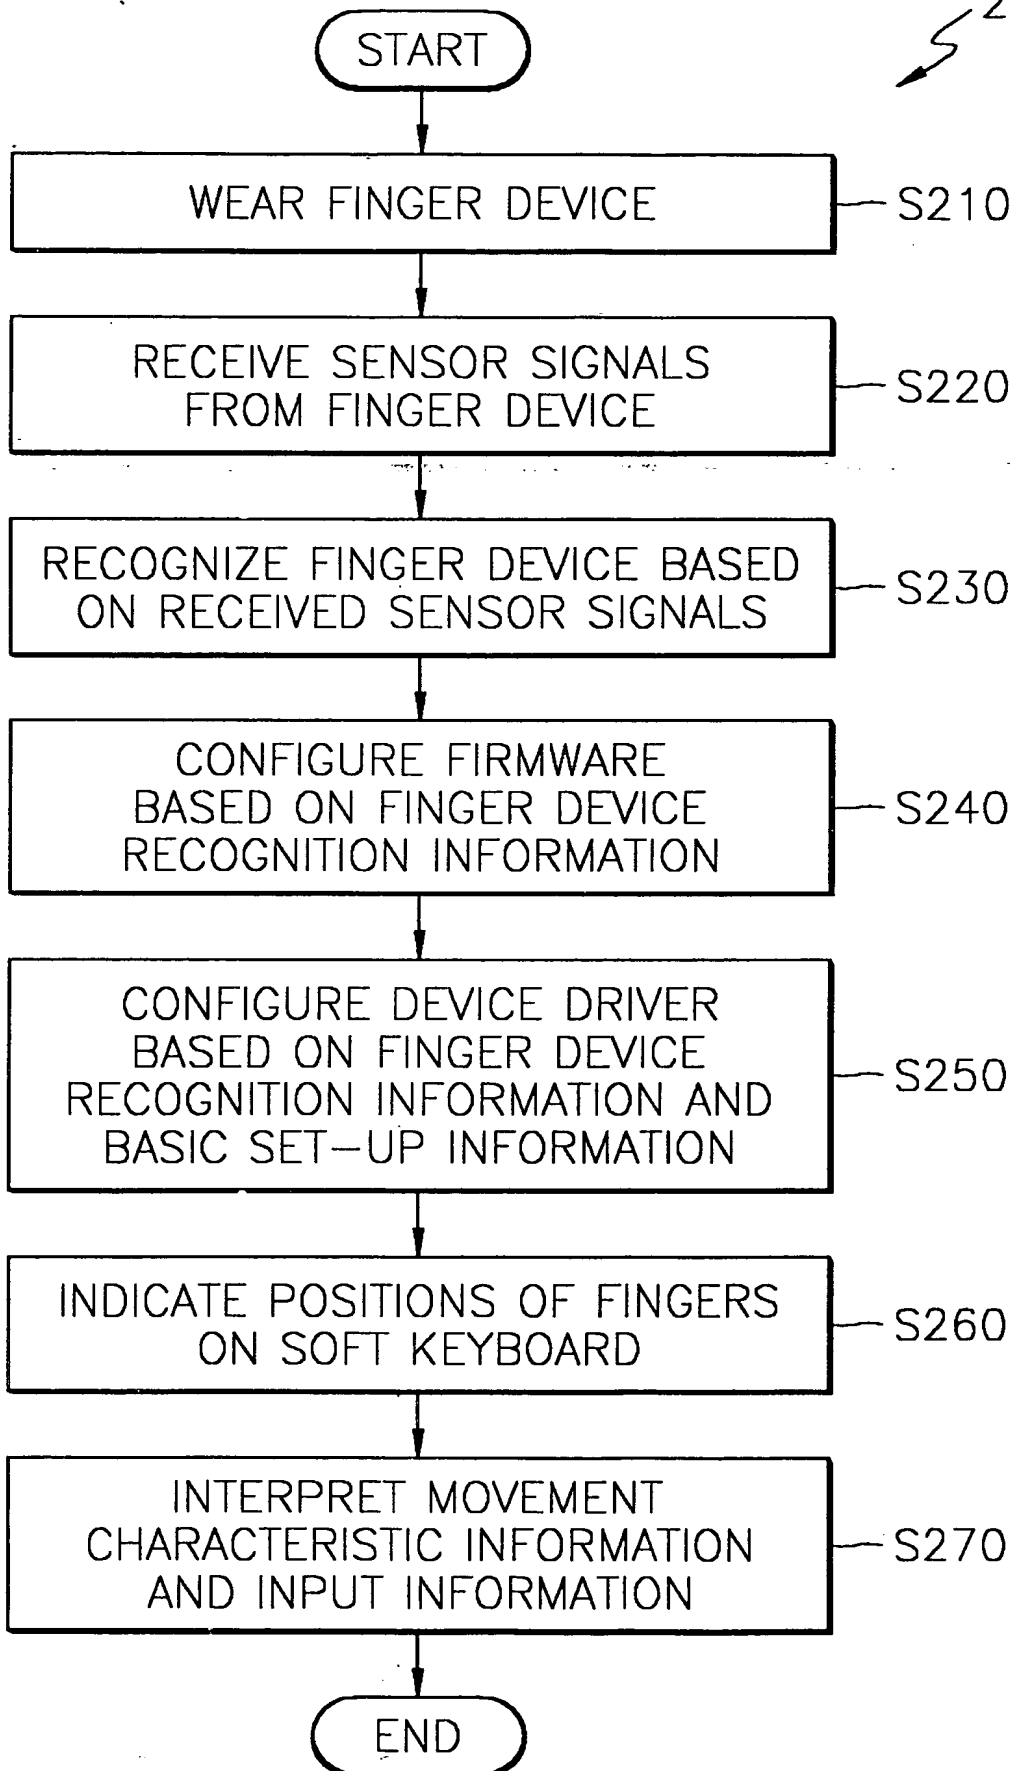 START
WEAR FINGER DEVICE
S210
RECEIVE SENSOR SIGNALS
FROM FINGER DEVICE
S220
RECOGNIZE FINGER DEVICE BASED
ON RECEIVED SENSOR SIGNALS
S230
CONFIGURE FIRMWARE
BASED ON FINGER DEVICE
RECOGNITION INFORMATION
S240
CONFIGURE DEVICE DRIVER
BASED ON FINGER DEVICE
RECOGNITION INFORMATION AND
BASIC SET-UP INFORMATION
S250
INDICATE POSITIONS OF FINGERS
ON SOFT KEYBOARD
S260
INTERPRET MOVEMENT
CHARACTERISTIC INFORMATION
AND INPUT INFORMATION
S270
END